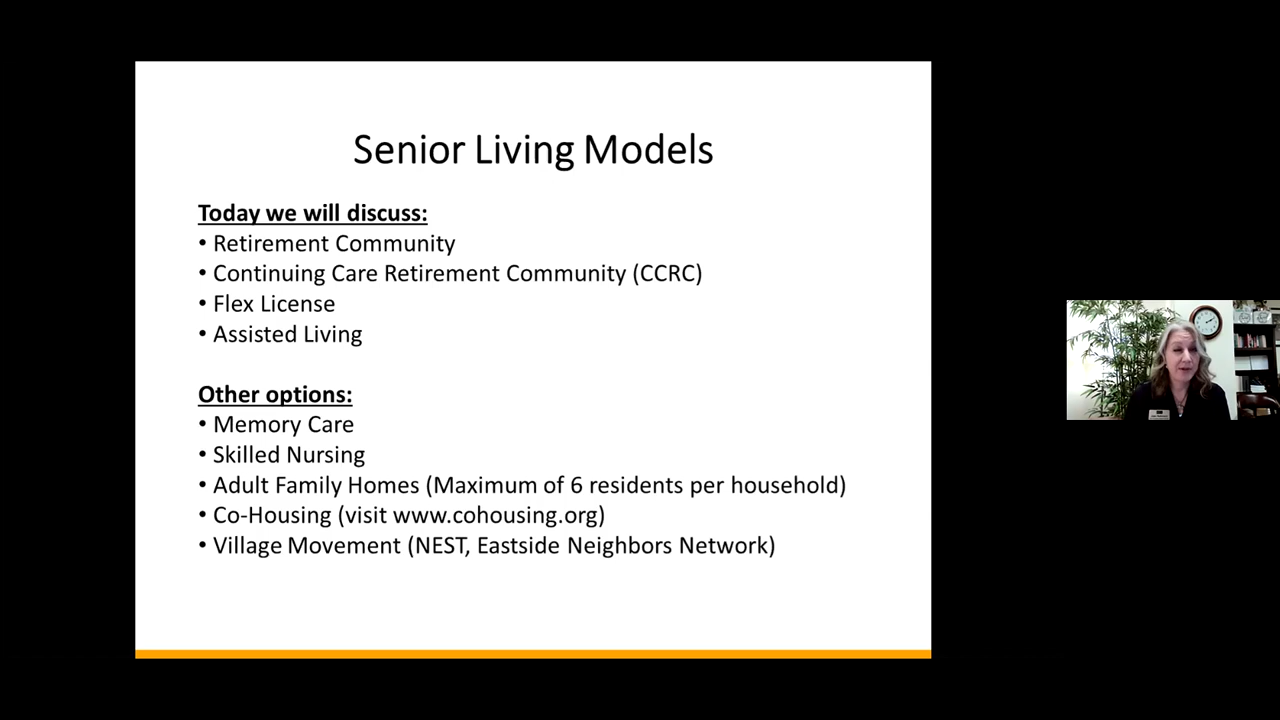 Senior Living Models
Today we will discuss:
• Retirement Community
• Continuing Care Retirement Community (CCRC)
• Flex License
• Assisted Living
Other options:
• Memory Care
• Skilled Nursing
• Adult Family Homes (Maximum of 6 residents per household)
• Co-Housing (visit www.cohousing.org)
• Village Movement (NEST, Eastside Neighbors Network)